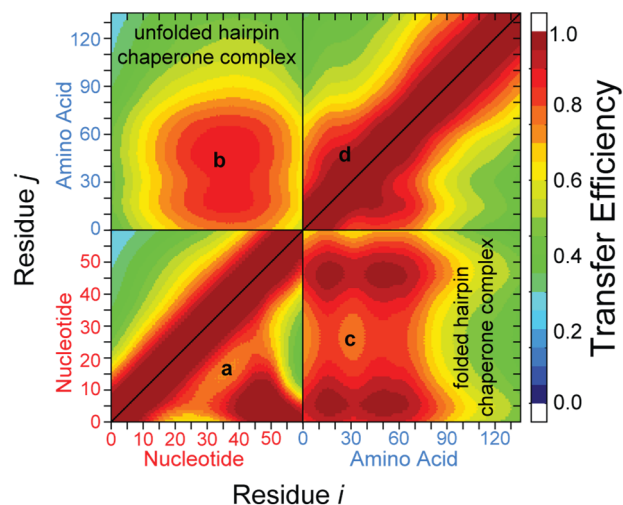 unfolded hairpin
chaperone complex
b
d
a
c
folded hairpin
chaperone complex
120
90
60
30
0
Amino Acid
50
40
30
20
10
0
Nucleotide
Residue j
0 10 20 30 40 50
Nucleotide
0 30 60 90 120
Amino Acid
Residue i
1.0
0.8
0.6
0.4
0.2
0.0
Transfer Efficiency